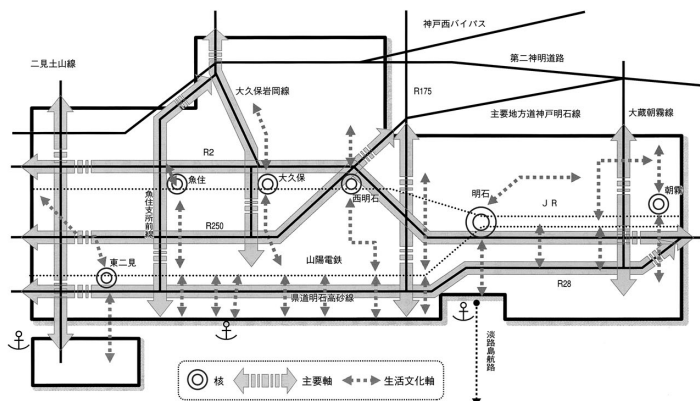 神戸西バイパス
二見土山線
第二神明道路
大久保岩岡線
R175
主要地方道神戸明石線
大蔵朝霧線
R2
魚住
大久保
西明石
明石
ＪＲ
朝霧
魚住支所前線
R250
山陽電鉄
東二見
県道明石高砂線
R28
淡路島航路
核
主要軸
生活文化軸